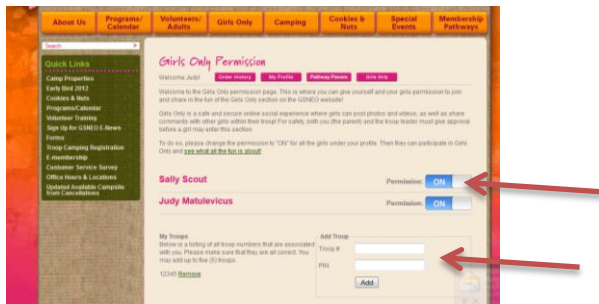 About Us
Programs/
Calendar
Volunteers/
Adults
Girls Only
Camping
Cookies &
Nuts
Special
Events
Membership
Pathways
Search
Quick Links
Camp Properties
Early Bird 2012
Cookies & Nuts
Programs/Calendar
Volunteer Training
Sign Up for GSNEO E-News
Forms
Troop Camping Registration
E-membership
Customer Service
Survey
Office Hours & Locations
Updated Available Campsite
from Cancellations
Girls Only Permission
Welcome Judy!
Order History
My Profile
Pathway/Passes
Girls Only
Welcome to the Girls Only permission page. This is where you can give yourself and your girls permission to join
and share in the fun of the Girls Only section on the GSNEO website!
Girls Only is a safe and secure online social experience where girls can post photos and videos, as well as share
comments with other girls within their troop! For safety, both you (the parent) and the troop leader must give approval
before a girl may enter this section.
To do so, please change the permission to "ON" for all the girls under your profile. Then they can participate in Girls
Only and see what all the fun is about!
Sally Scout
Permission: ON
Judy Matulevicus
Permission: ON
My Troops
Below is a listing of all troop numbers that are associated
with you. Please make sure that they are all correct. You
may add up to five (5) troops.
12345 Remove
Add Troop
Troop #
PIN
Add